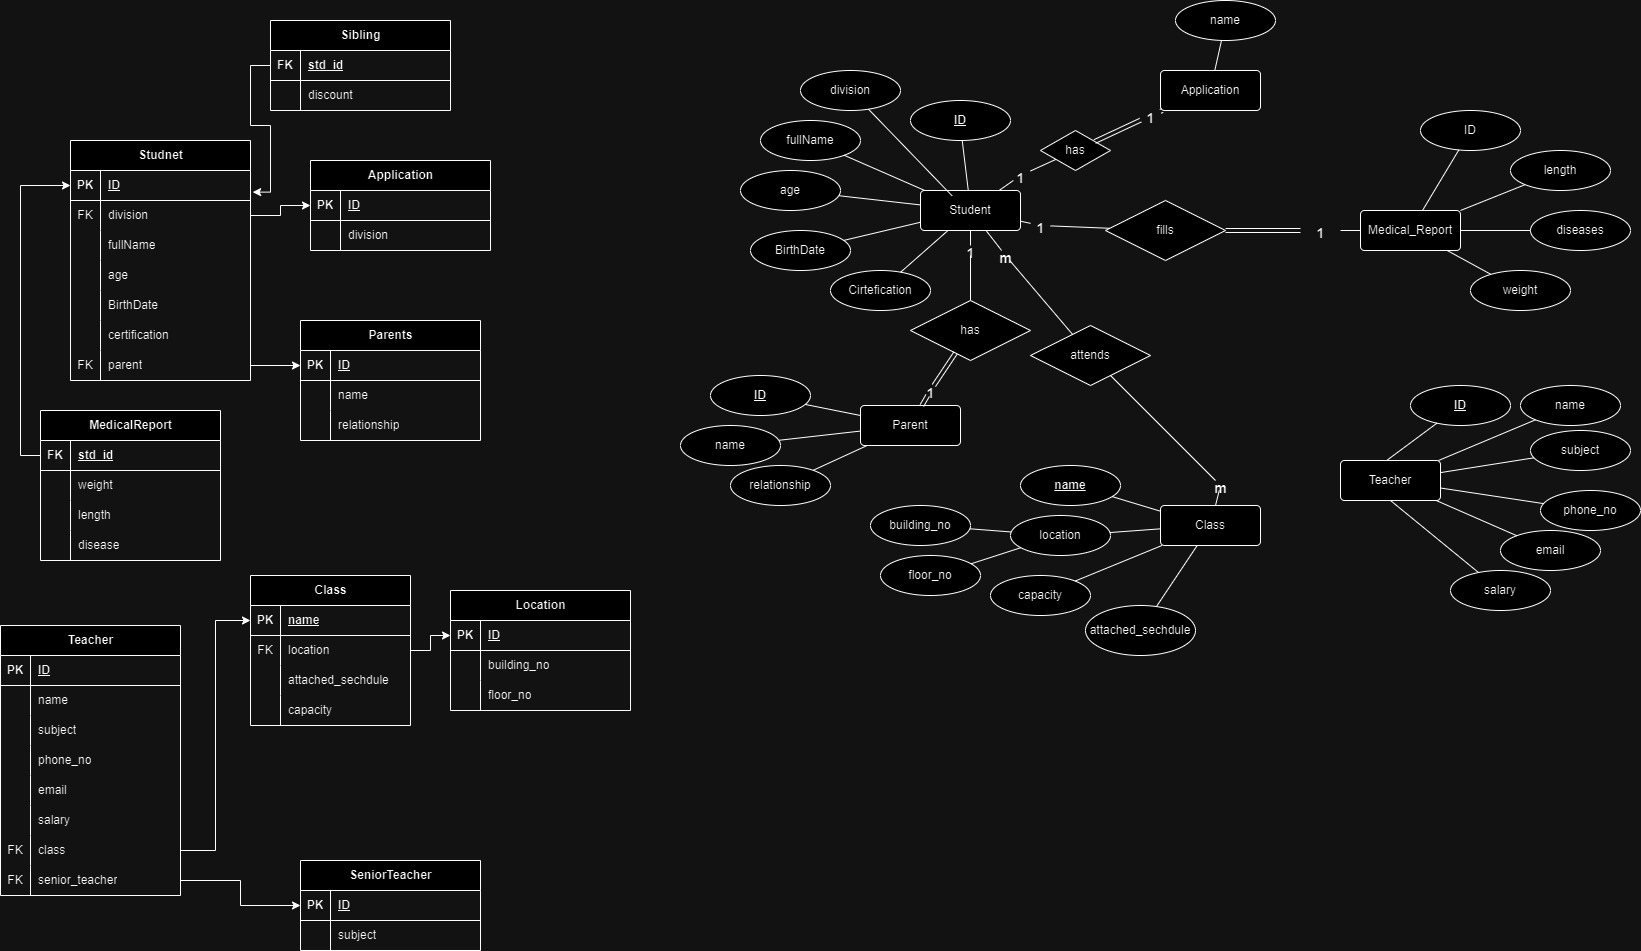 Sibling
FK std_id
discount
Studnet
PK ID
FK division
fullName
age
BirthDate
certification
FK parent
Application
PK ID
division
Parents
PK ID
name
relationship
MedicalReport
FK std_id
weight
length
disease
Class
PK name
FK location
attached_sechdule
capacity
Location
PK ID
building_no
floor_no
Teacher
PK ID
name
subject
phone_no
email
salary
FK class
FK senior_teacher
SeniorTeacher
PK ID
subject
name
Application
1
has
1
division
ID
fullName
age
BirthDate
Cirtefication
Student
1
fills
1
Medical_Report
ID
length
diseases
weight
1
has
1
m
attends
m
ID
name
relationship
Parent
name
building_no
location
floor_no
capacity
attached_sechdule
Class
ID
name
subject
Teacher
phone_no
email
salary